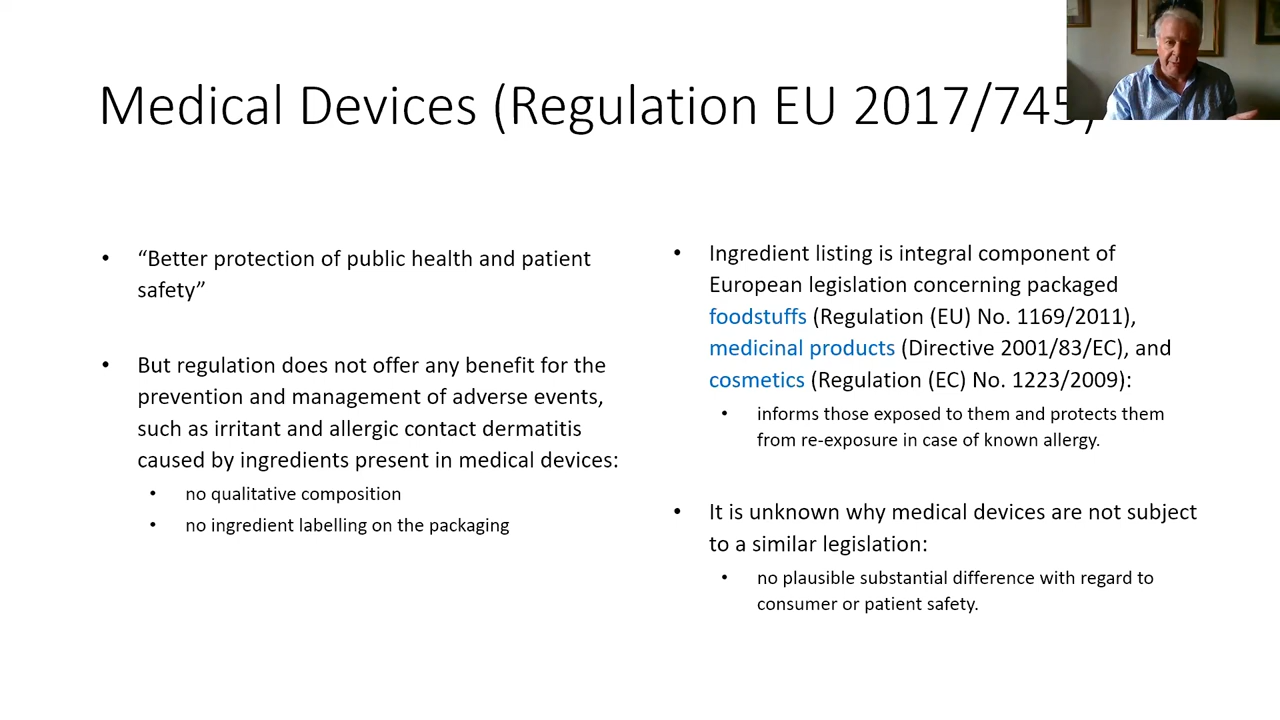 Medical Devices (Regulation EU 2017/745)
• “Better protection of public health and patient
safety”
• But regulation does not offer any benefit for the
prevention and management of adverse events,
such as irritant and allergic contact dermatitis
caused by ingredients present in medical devices:
• no qualitative composition
• no ingredient labelling on the packaging
• Ingredient listing is integral component of
European legislation concerning packaged
foodstuffs (Regulation (EU) No. 1169/2011),
medicinal products (Directive 2001/83/EC), and
cosmetics (Regulation (EC) No. 1223/2009):
• informs those exposed to them and protects them
from re-exposure in case of known allergy.
• It is unknown why medical devices are not subject
to a similar legislation:
• no plausible substantial difference with regard to
consumer or patient safety.